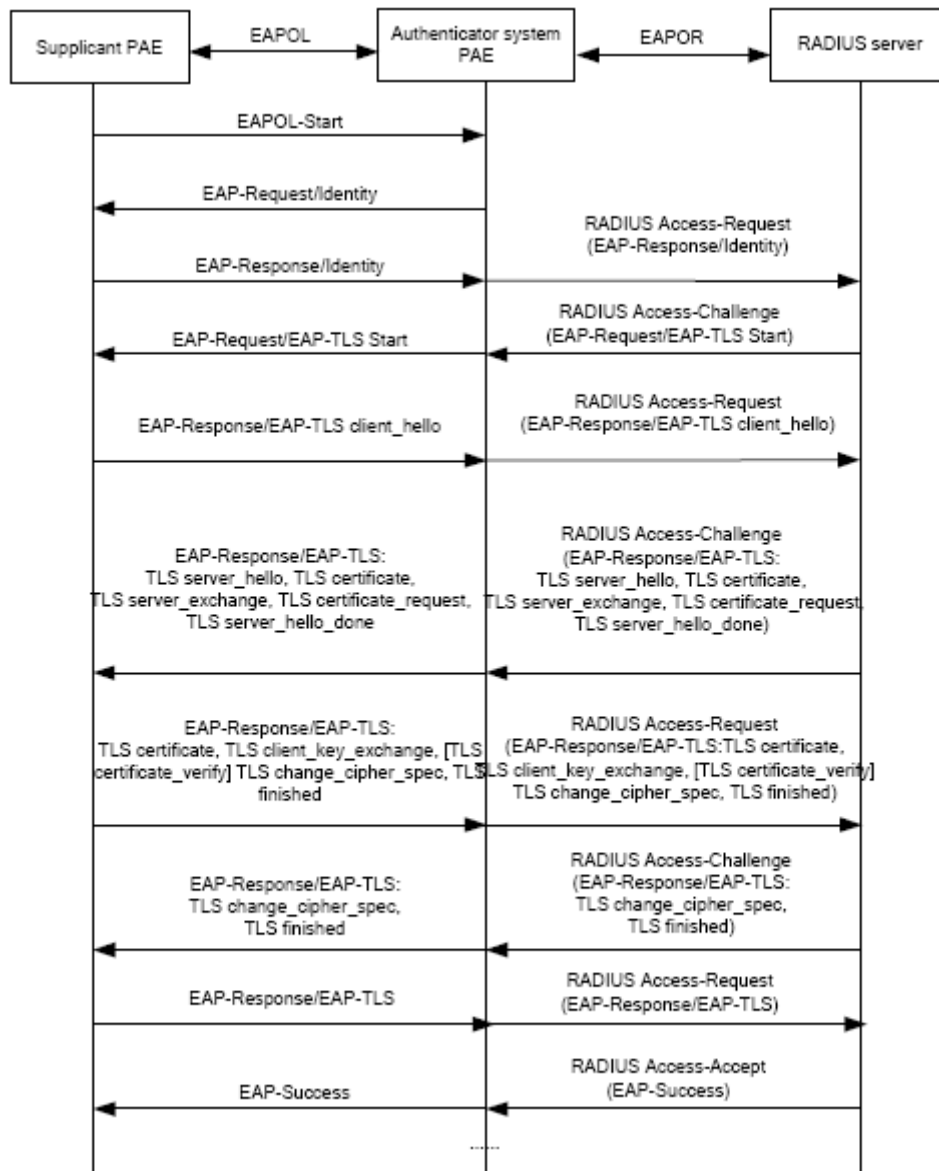 Supplicant PAE
EAPOL
Authenticator system
PAE
EAPOR
RADIUS server
EAPOL-Start
EAP-Request/Identity
RADIUS Access-Request
(EAP-Response/Identity)
EAP-Response/Identity
RADIUS Access-Challenge
(EAP-Request/EAP-TLS Start)
EAP-Request/EAP-TLS Start
RADIUS Access-Request
(EAP-Response/EAP-TLS client_hello)
EAP-Response/EAP-TLS client_hello
EAP-Response/EAP-TLS:
TLS server_hello, TLS certificate,
TLS server_exchange, TLS certificate_request,
TLS server_hello_done
RADIUS Access-Challenge
(EAP-Response/EAP-TLS:
TLS server_hello, TLS certificate,
TLS server_exchange, TLS certificate_request,
TLS server_hello_done)
EAP-Response/EAP-TLS:
TLS certificate, TLS client_key_exchange, [TLS
certificate_verify] TLS change_cipher_spec, TLS
finished
RADIUS Access-Request
(EAP-Response/EAP-TLS:TLS certificate,
TLS client_key_exchange, [TLS certificate_verify]
TLS change_cipher_spec, TLS finished)
EAP-Response/EAP-TLS:
TLS change_cipher_spec,
TLS finished
RADIUS Access-Challenge
(EAP-Response/EAP-TLS:
TLS change_cipher_spec,
TLS finished)
EAP-Response/EAP-TLS
RADIUS Access-Request
(EAP-Response/EAP-TLS)
RADIUS Access-Accept
(EAP-Success)
EAP-Success
......